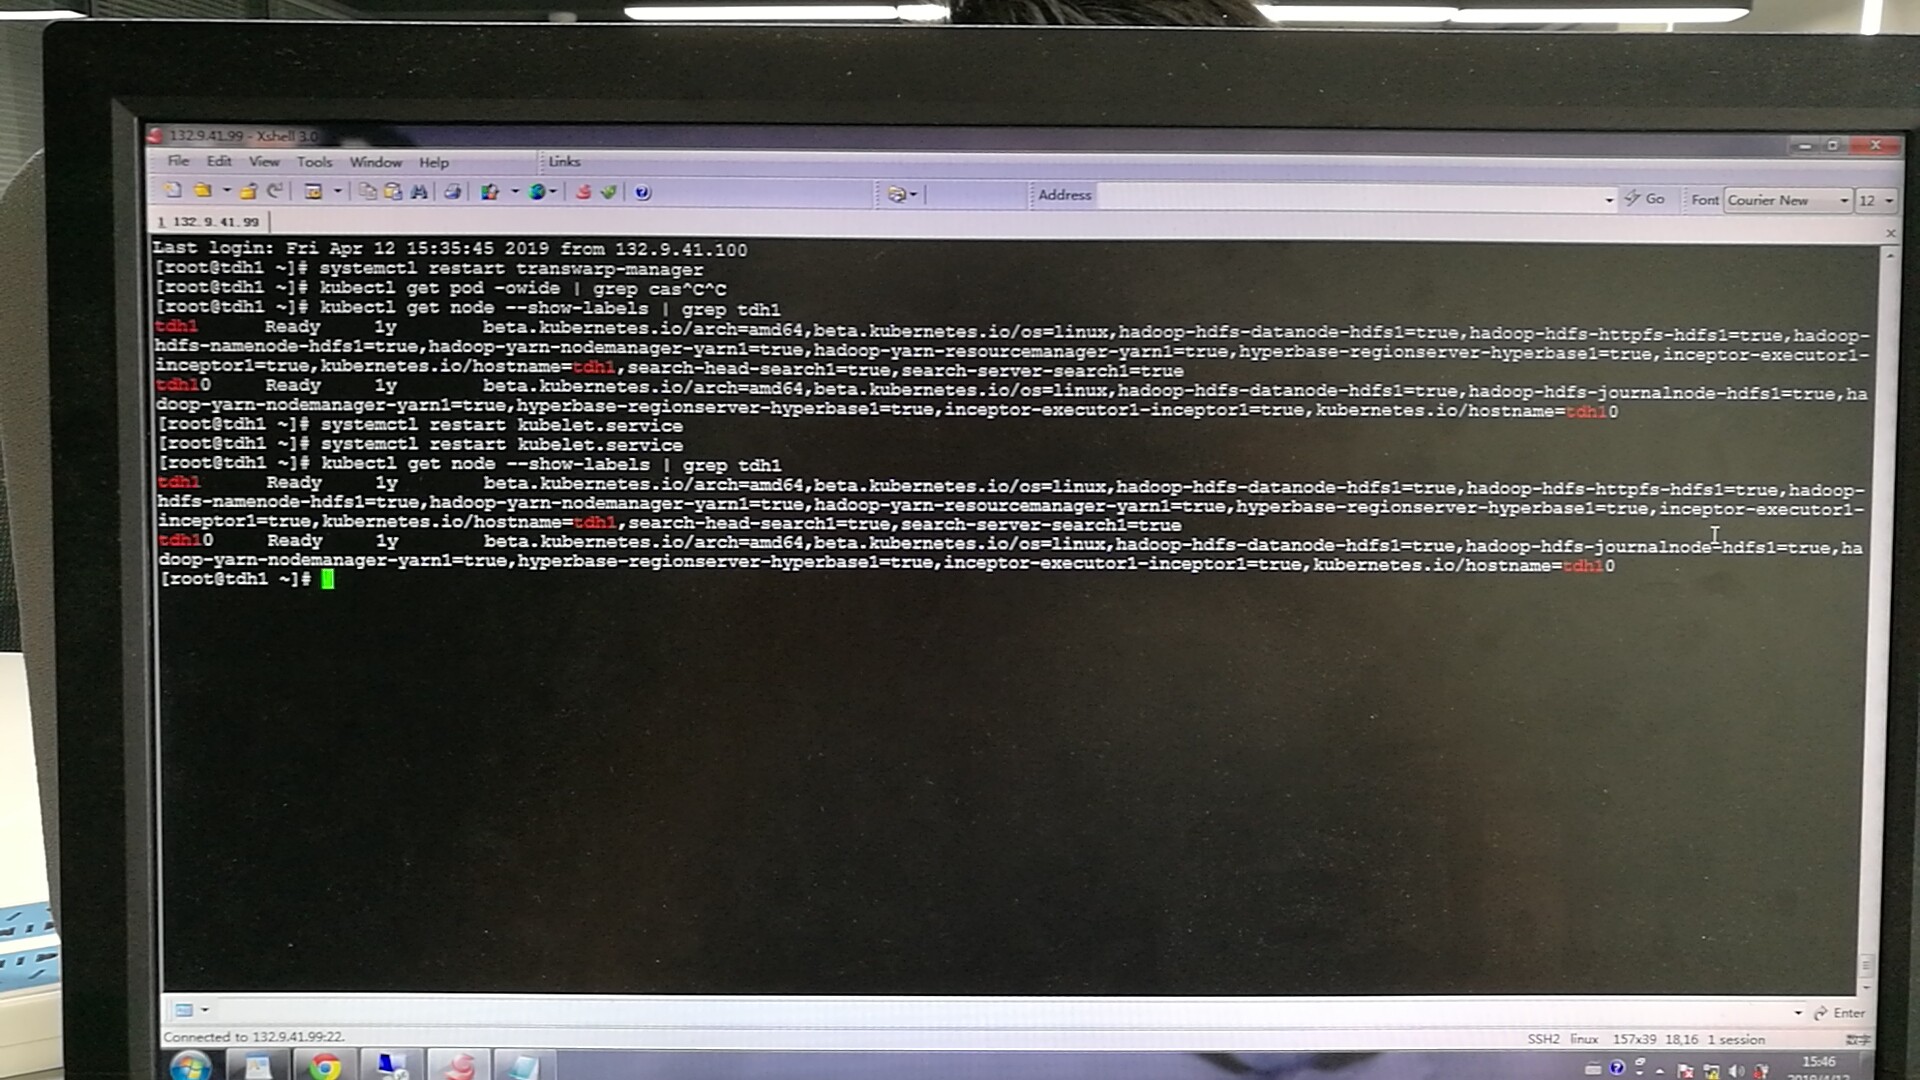 132.9.41.99 - Xshell 3.0
File Edit View Tools Window Help Links
Address Go Font Courier New 12
1 132.9.41.99
Last login: Fri Apr 12 15:35:45 2019 from 132.9.41.100
[root@tdh1 ~]# systemctl restart transwarp-manager
[root@tdh1 ~]# kubectl get pod -owide | grep cas^C^C
[root@tdh1 ~]# kubectl get node --show-labels | grep tdh1
tdh1 Ready 1y beta.kubernetes.io/arch=amd64,beta.kubernetes.io/os=linux,hadoop-hdfs-datanode-hdfs1=true,hadoop-hdfs-httpfs-hdfs1=true,hadoop-
hdfs-namenode-hdfs1=true,hadoop-yarn-nodemanager-yarn1=true,hadoop-yarn-resourcemanager-yarn1=true,hyperbase-regionserver-hyperbase1=true,inceptor-executor1-
inceptor1=true,kubernetes.io/hostname=tdh1,search-head-search1=true,search-server-search1=true
tdh10 Ready 1y beta.kubernetes.io/arch=amd64,beta.kubernetes.io/os=linux,hadoop-hdfs-datanode-hdfs1=true,hadoop-hdfs-journalnode-hdfs1=true,ha
doop-yarn-nodemanager-yarn1=true,hyperbase-regionserver-hyperbase1=true,inceptor-executor1-inceptor1=true,kubernetes.io/hostname=tdh10
[root@tdh1 ~]# systemctl restart kubelet.service
[root@tdh1 ~]# systemctl restart kubelet.service
[root@tdh1 ~]# kubectl get node --show-labels | grep tdh1
tdh1 Ready 1y beta.kubernetes.io/arch=amd64,beta.kubernetes.io/os=linux,hadoop-hdfs-datanode-hdfs1=true,hadoop-hdfs-httpfs-hdfs1=true,hadoop-
hdfs-namenode-hdfs1=true,hadoop-yarn-nodemanager-yarn1=true,hadoop-yarn-resourcemanager-yarn1=true,hyperbase-regionserver-hyperbase1=true,inceptor-executor1-
inceptor1=true,kubernetes.io/hostname=tdh1,search-head-search1=true,search-server-search1=true
tdh10 Ready 1y beta.kubernetes.io/arch=amd64,beta.kubernetes.io/os=linux,hadoop-hdfs-datanode-hdfs1=true,hadoop-hdfs-journalnode-hdfs1=true,ha
doop-yarn-nodemanager-yarn1=true,hyperbase-regionserver-hyperbase1=true,inceptor-executor1-inceptor1=true,kubernetes.io/hostname=tdh10
[root@tdh1 ~]#
Enter
Connected to 132.9.41.99:22. SSH2 linux 157x39 18,16 1 session 数字
15:46